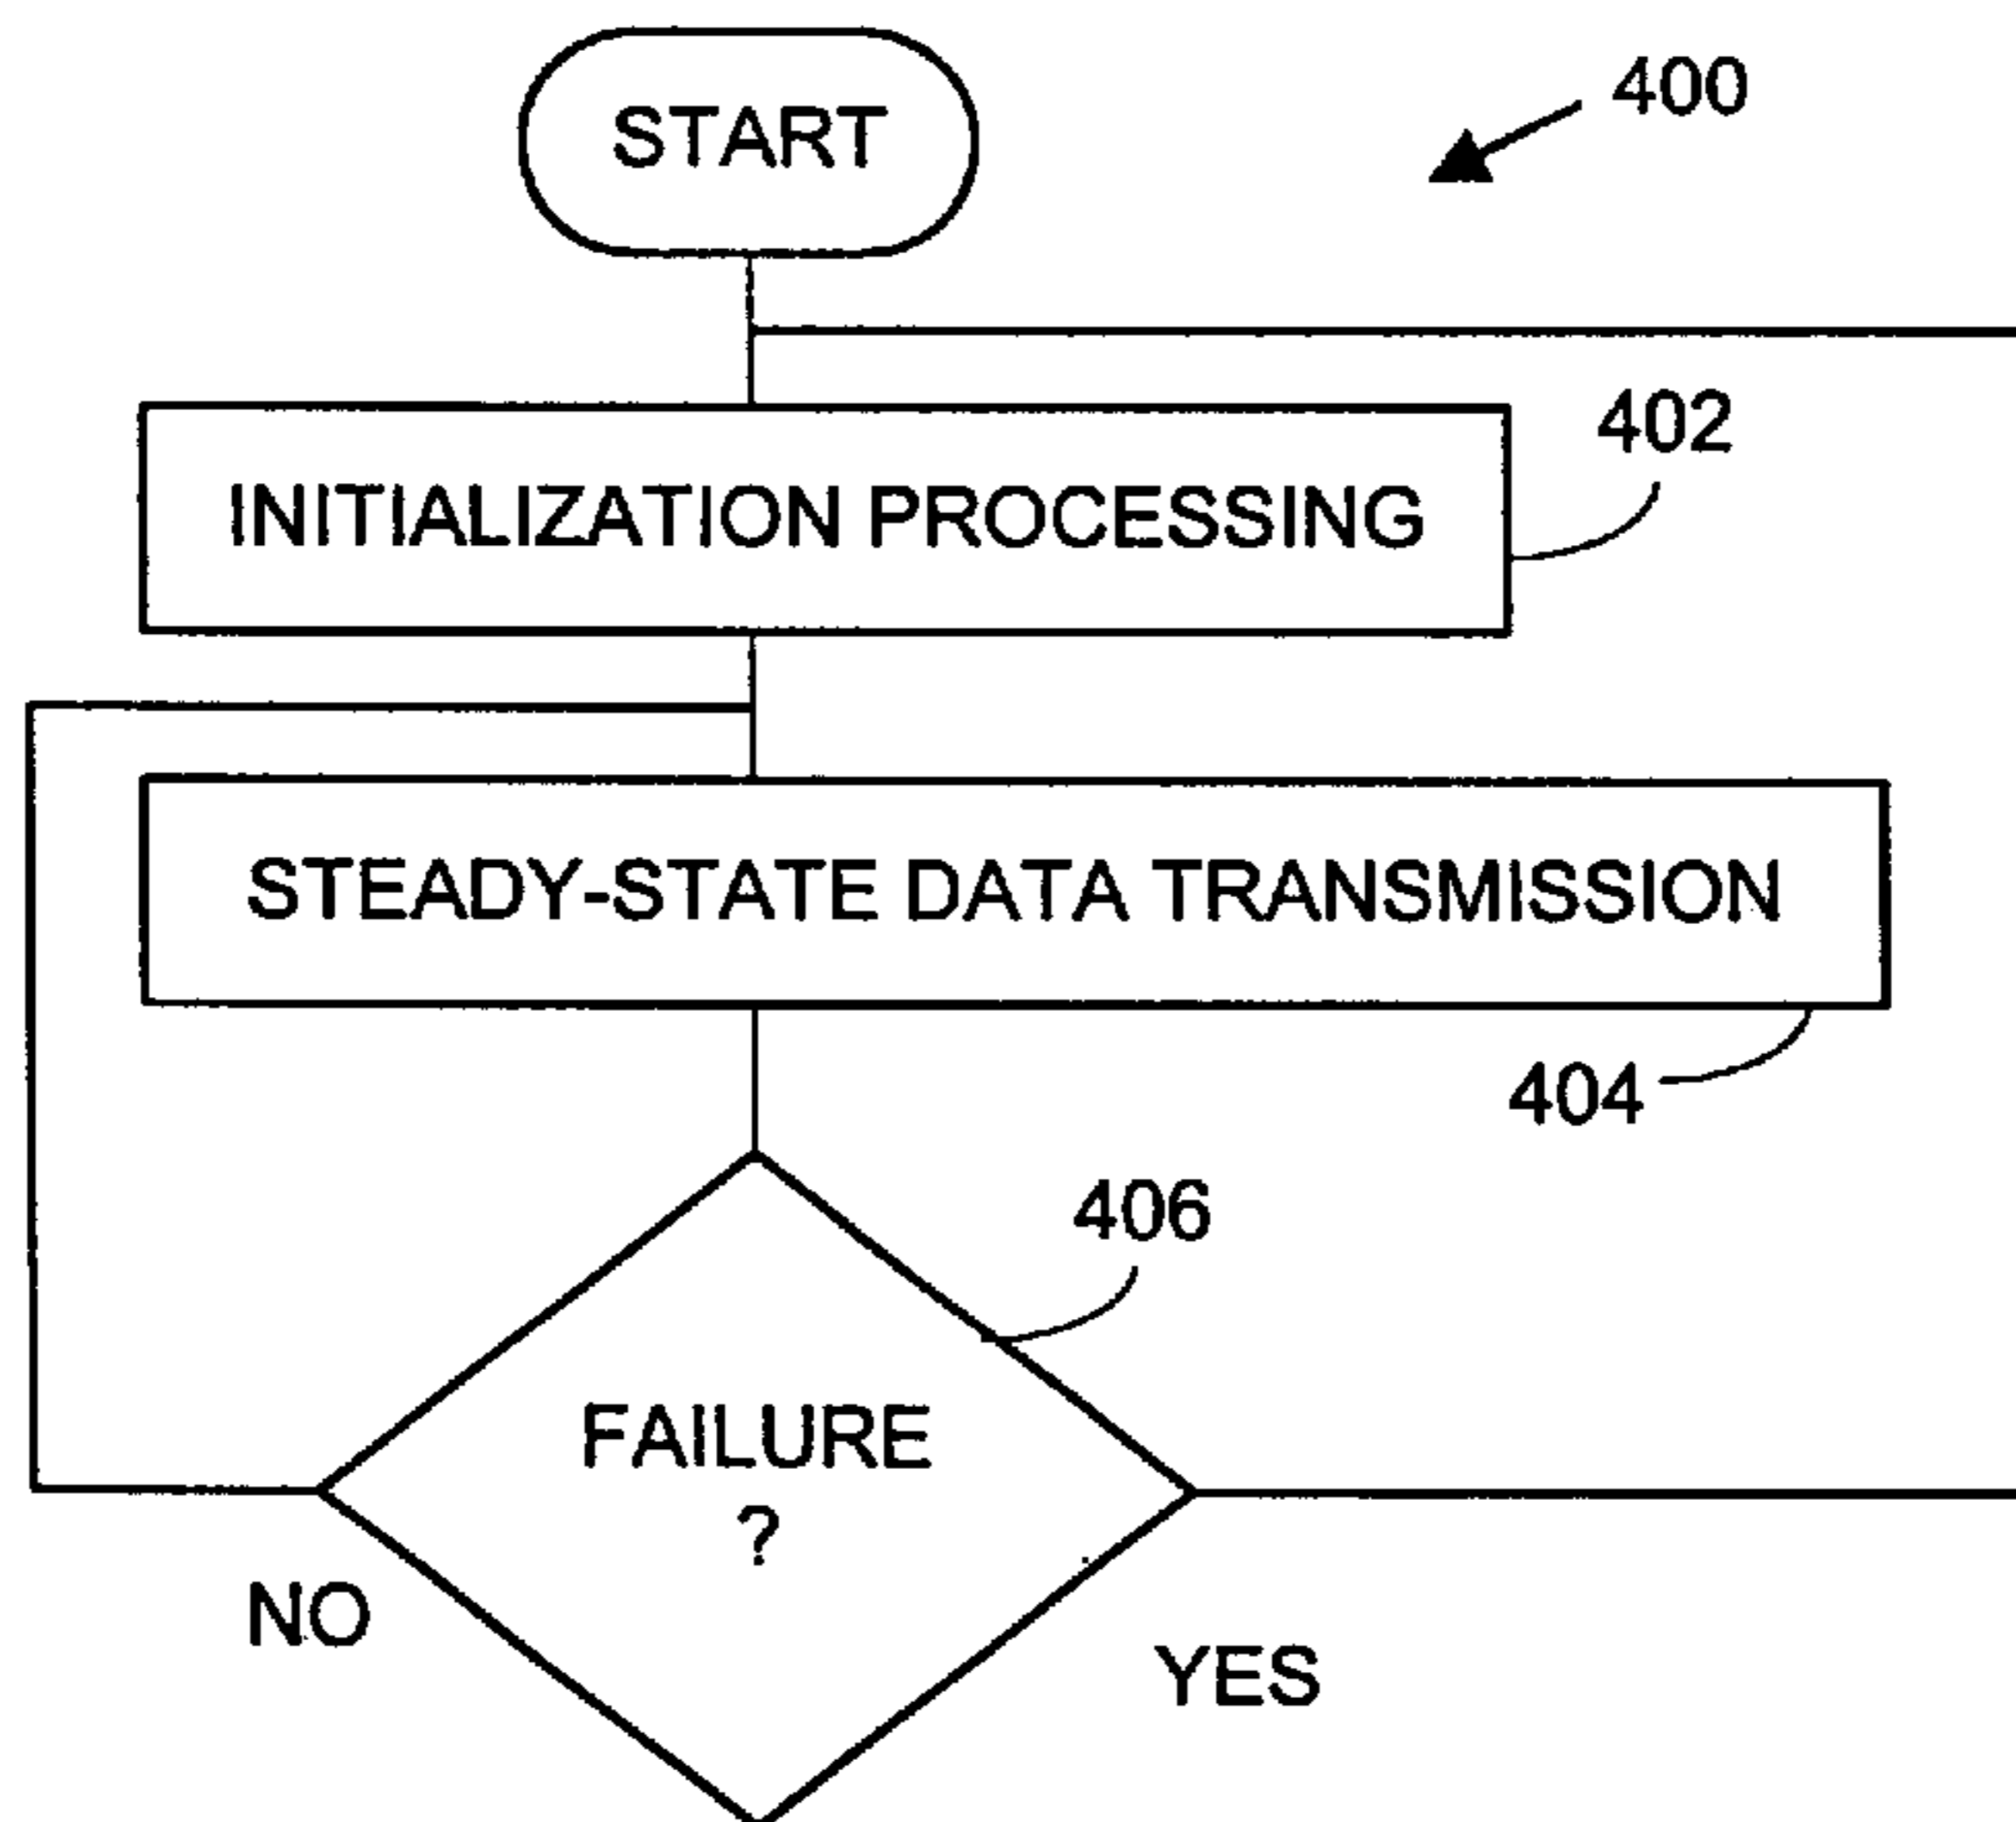 START
400
INITIALIZATION PROCESSING
402
STEADY-STATE DATA TRANSMISSION
404
406
FAILURE
?
NO
YES